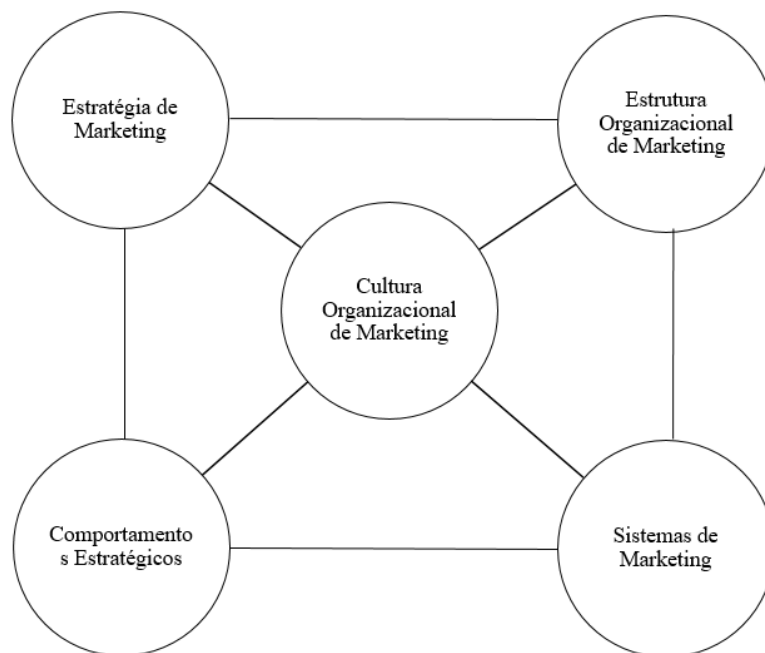 Estratégia de
Marketing
Estrutura
Organizacional
de Marketing
Cultura
Organizacional
de Marketing
Comportamento
s Estratégicos
Sistemas de
Marketing